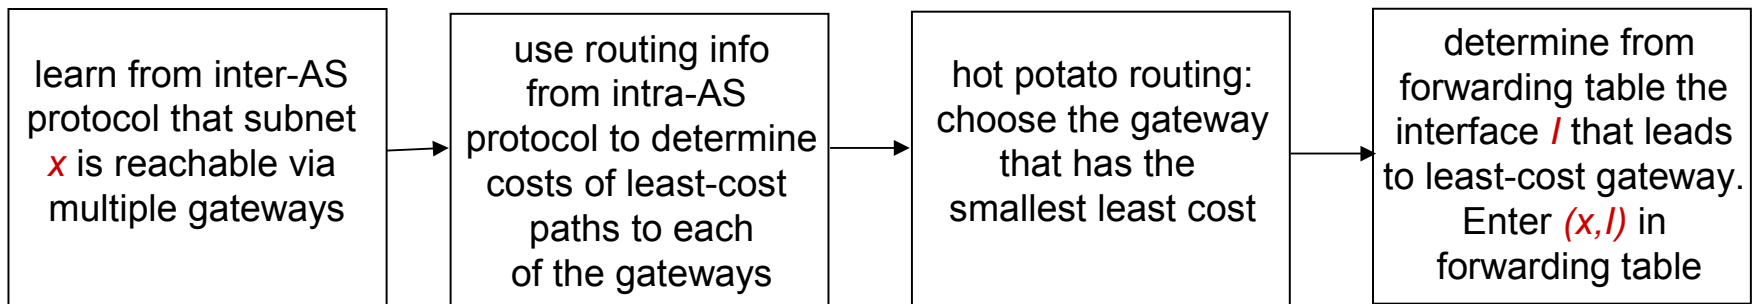 learn from inter-AS
protocol that subnet
x is reachable via
multiple gateways
use routing info
from intra-AS
protocol to determine
costs of least-cost
paths to each
of the gateways
hot potato routing:
choose the gateway
that has the
smallest least cost
determine from
forwarding table the
interface I that leads
to least-cost gateway.
Enter (x,I) in
forwarding table